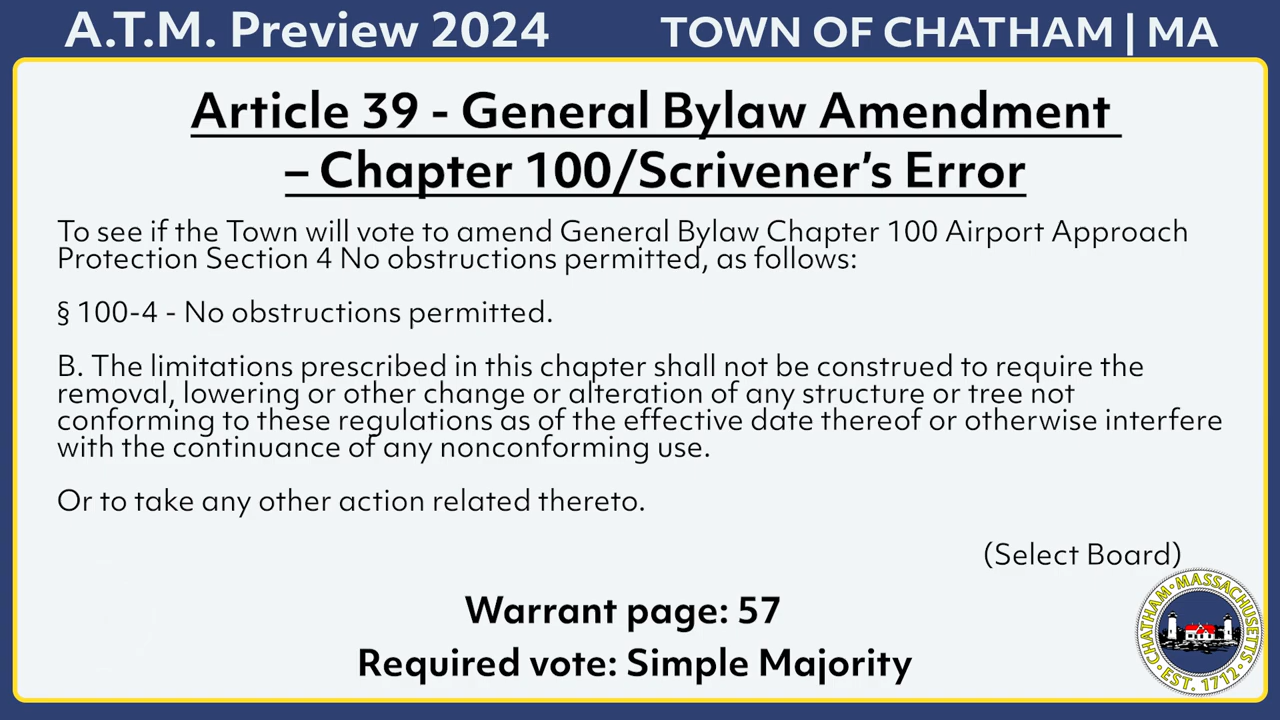 A.T.M. Preview 2024
TOWN OF CHATHAM | MA
Article 39 - General Bylaw Amendment
– Chapter 100/Scrivener’s Error
To see if the Town will vote to amend General Bylaw Chapter 100 Airport Approach
Protection Section 4 No obstructions permitted, as follows:
§ 100-4 - No obstructions permitted.
B. The limitations prescribed in this chapter shall not be construed to require the
removal, lowering or other change or alteration of any structure or tree not
conforming to these regulations as of the effective date thereof or otherwise interfere
with the continuance of any nonconforming use.
Or to take any other action related thereto.
(Select Board)
Warrant page: 57
Required vote: Simple Majority
CHATHAM · MASSACHUSETTS
· EST. 1712 ·